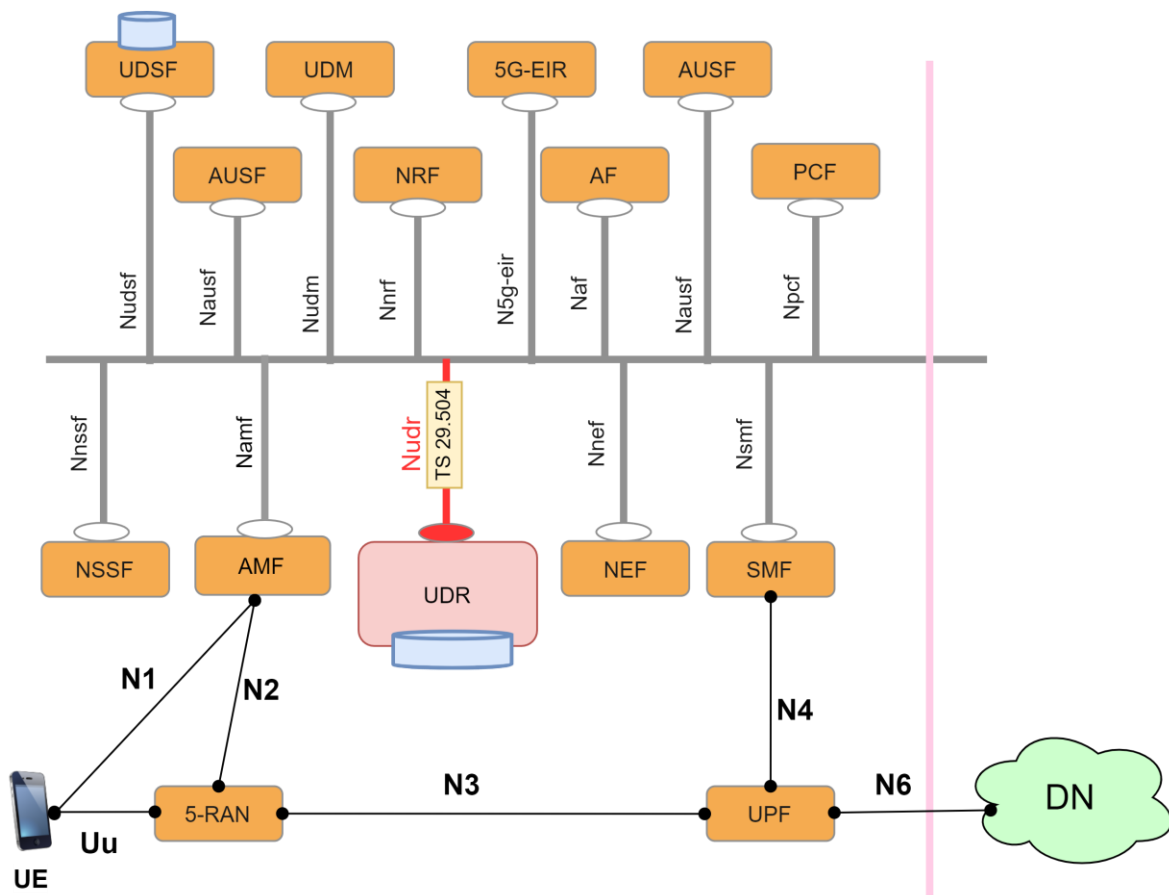 UDSF
UDM
5G-EIR
AUSF
AUSF
NRF
AF
PCF
Nudsf
Nausf
Nudm
Nnrf
N5g-eir
Naf
Nausf
Npcf
Nnssf
Namf
Nudr
TS 29.504
Nnef
Nsmf
NSSF
AMF
UDR
NEF
SMF
N1
N2
N4
N3
N6
5-RAN
UPF
DN
Uu
UE